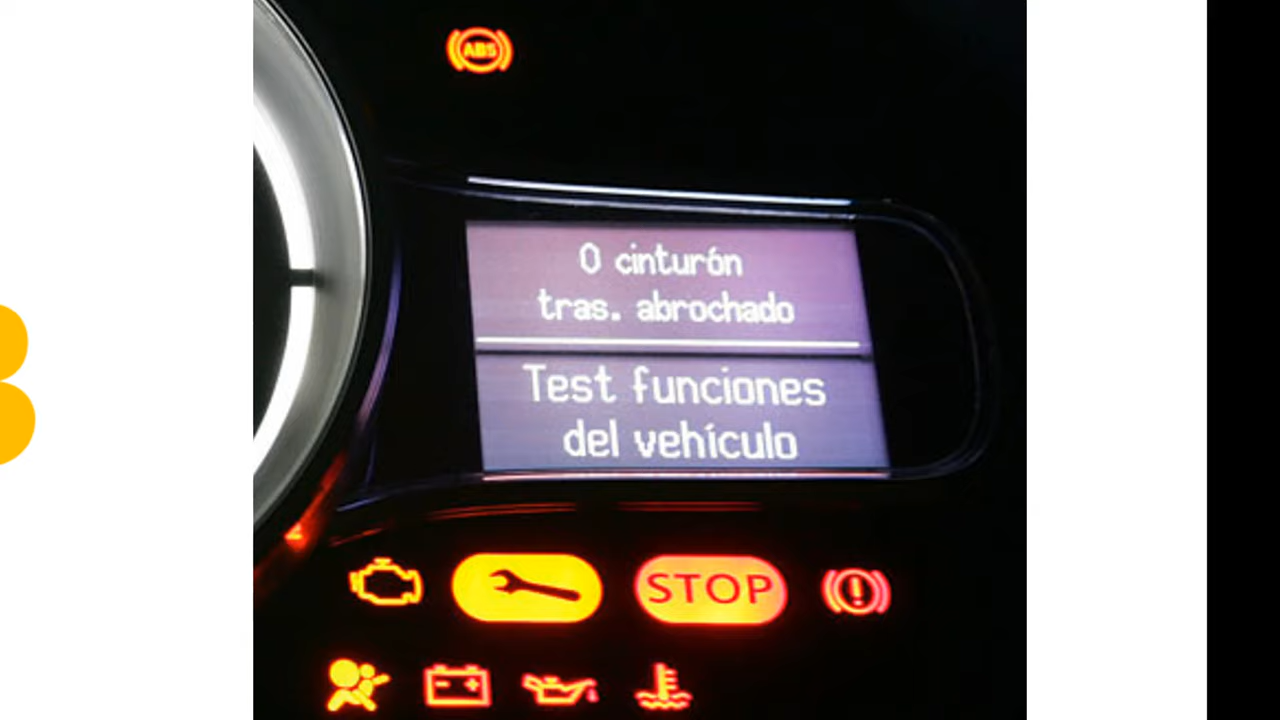 ABS
0 cinturón
tras. abrochado
Test funciones
del vehículo
STOP